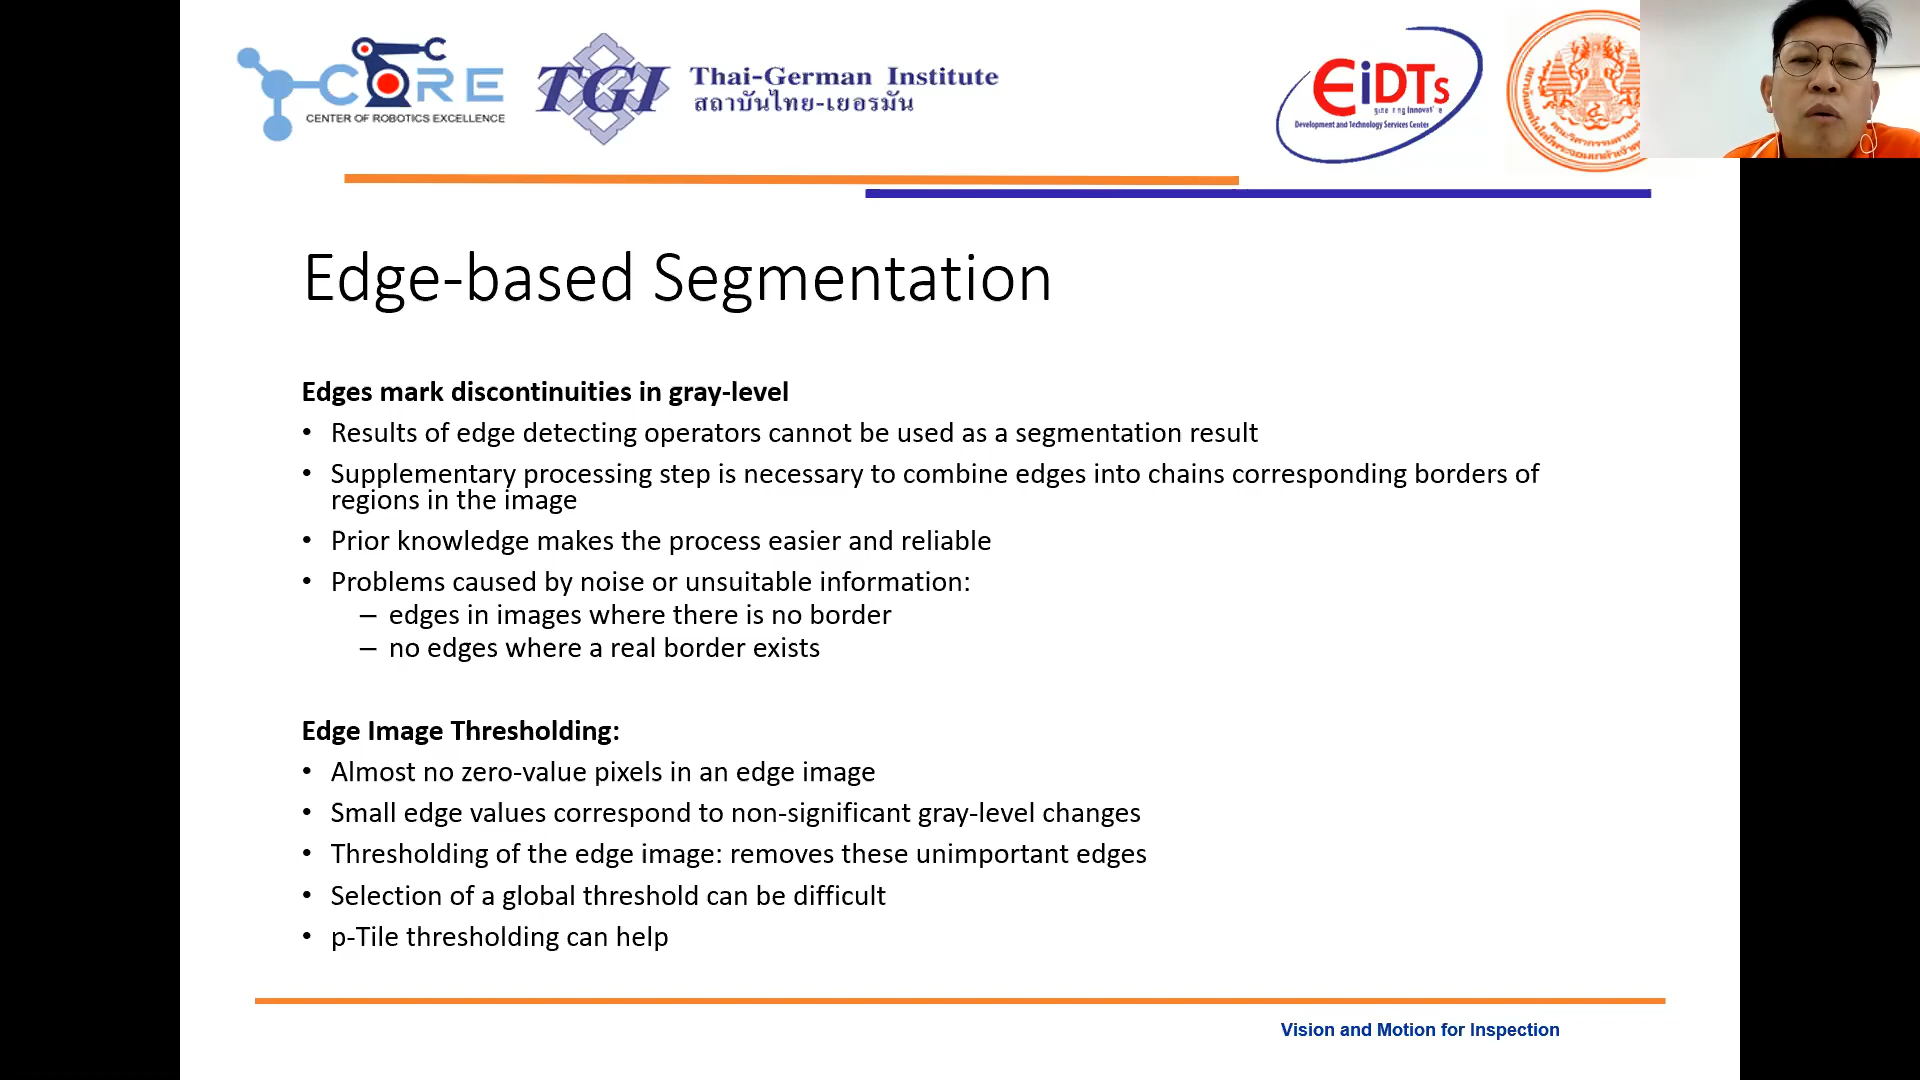 CORE
CENTER OF ROBOTICS EXCELLENCE
TGI
Thai-German Institute
สถาบันไทย-เยอรมัน
EiDTs
Development and Technology Services Center
Edge-based Segmentation
Edges mark discontinuities in gray-level
• Results of edge detecting operators cannot be used as a segmentation result
• Supplementary processing step is necessary to combine edges into chains corresponding borders of
regions in the image
• Prior knowledge makes the process easier and reliable
• Problems caused by noise or unsuitable information:
– edges in images where there is no border
– no edges where a real border exists
Edge Image Thresholding:
• Almost no zero-value pixels in an edge image
• Small edge values correspond to non-significant gray-level changes
• Thresholding of the edge image: removes these unimportant edges
• Selection of a global threshold can be difficult
• p-Tile thresholding can help
Vision and Motion for Inspection